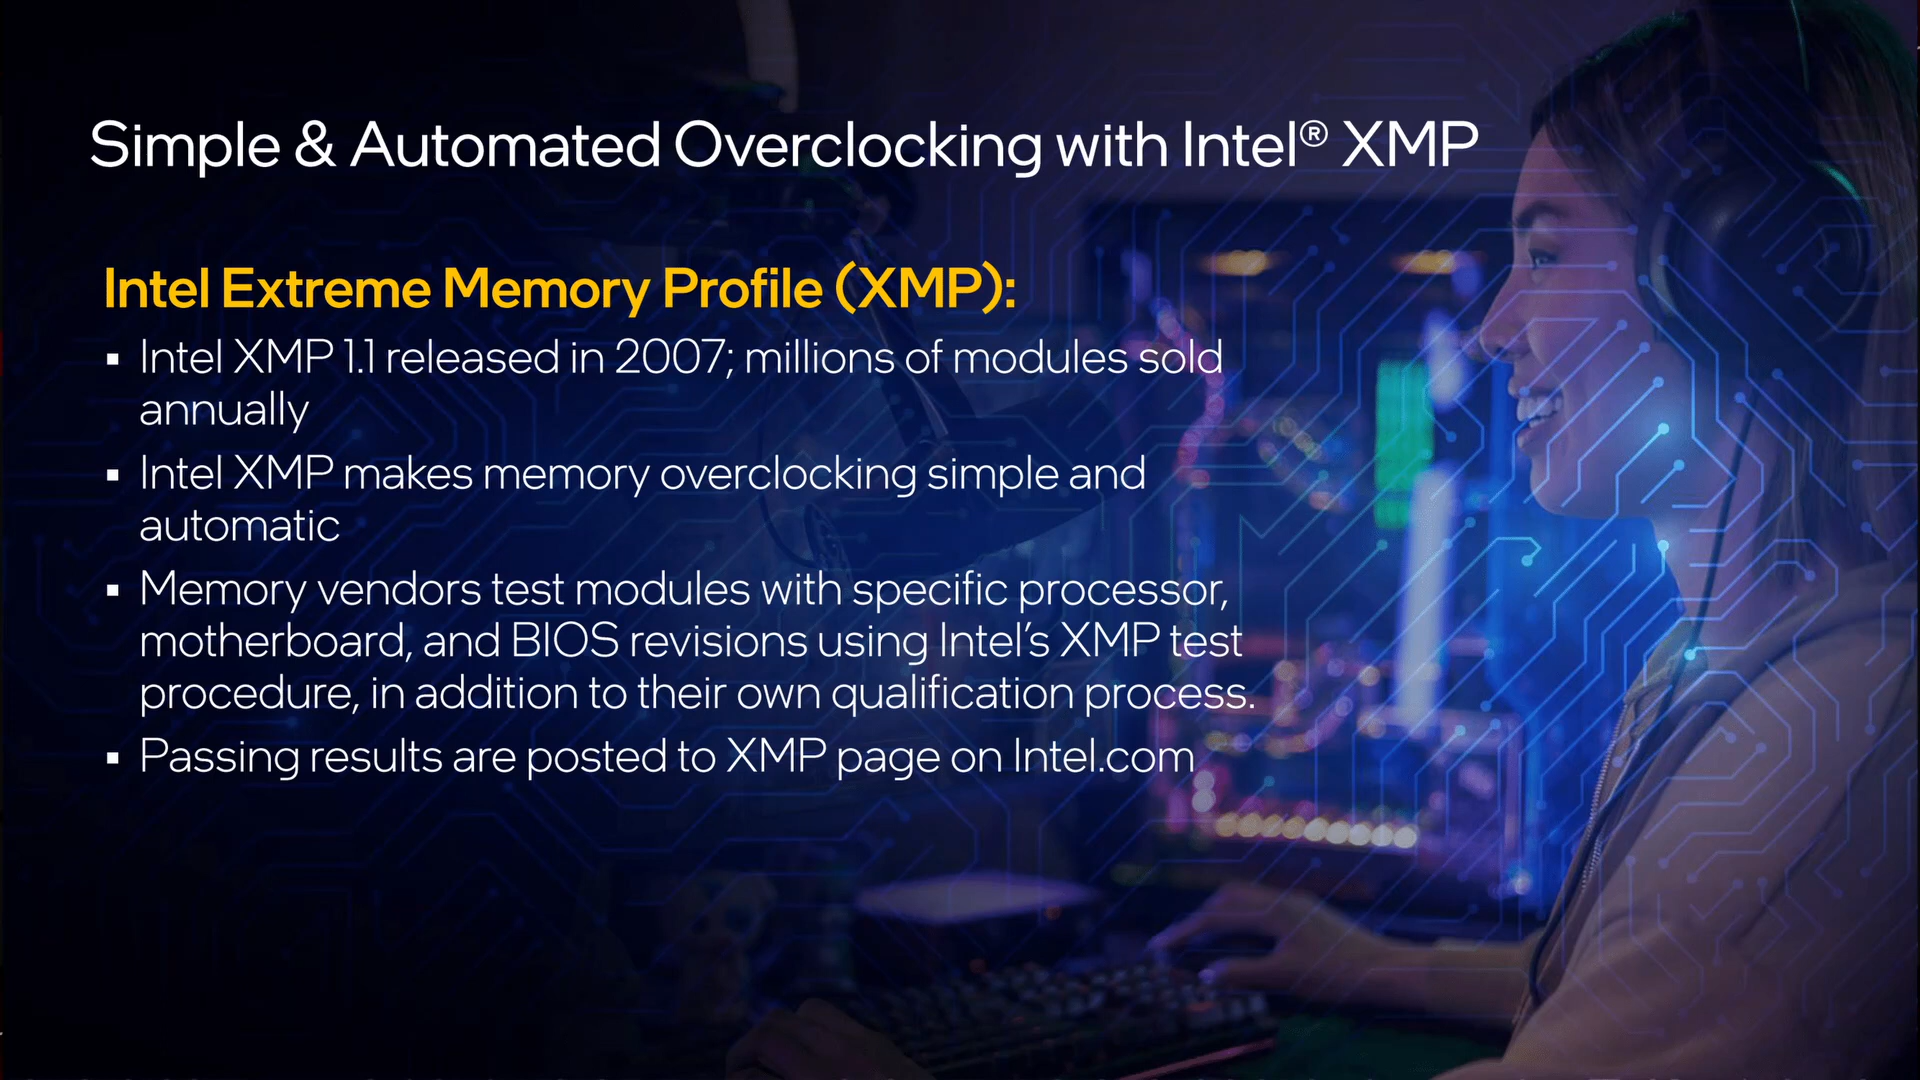 Simple & Automated Overclocking with Intel® XMP
Intel Extreme Memory Profile (XMP):
▪ Intel XMP 1.1 released in 2007; millions of modules sold
annually
▪ Intel XMP makes memory overclocking simple and
automatic
▪ Memory vendors test modules with specific processor,
motherboard, and BIOS revisions using Intel’s XMP test
procedure, in addition to their own qualification process.
▪ Passing results are posted to XMP page on Intel.com